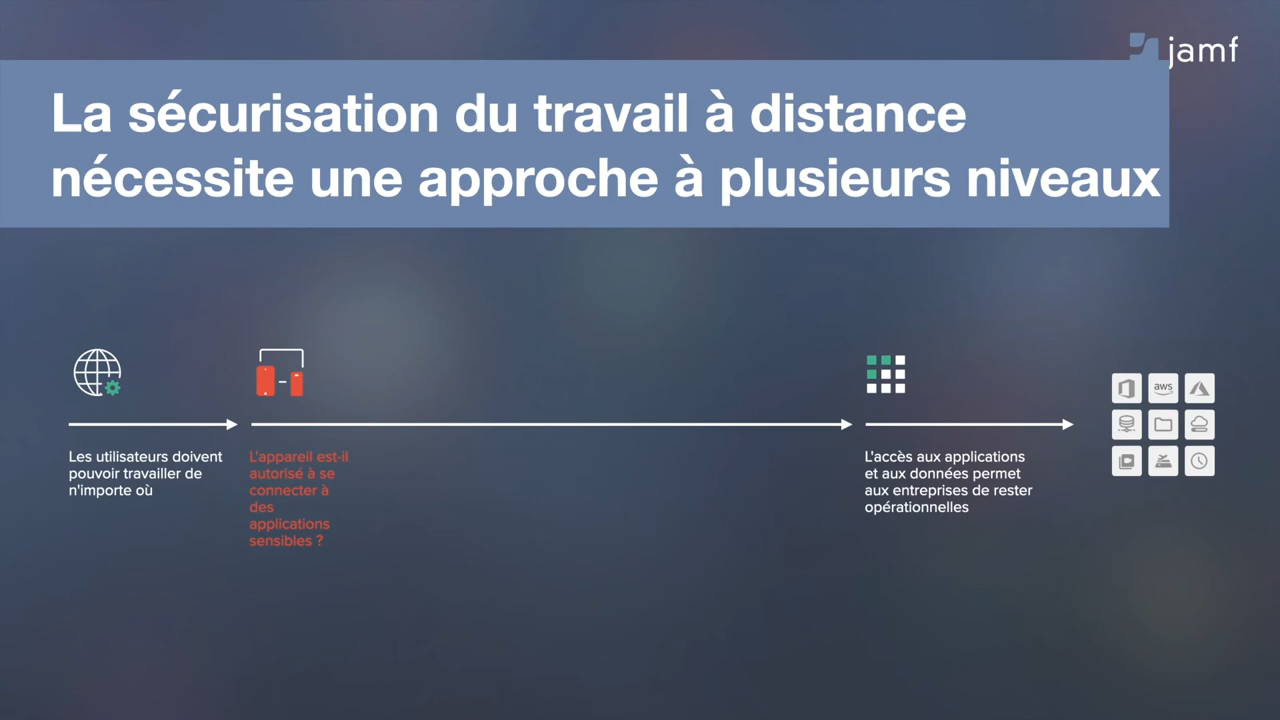 jamf
La sécurisation du travail à distance
nécessite une approche à plusieurs niveaux
Les utilisateurs doivent
pouvoir travailler de
n'importe où
L'appareil est-il
autorisé à se
connecter à
des
applications
sensibles ?
L'accès aux applications
et aux données permet
aux entreprises de rester
opérationnelles
aws